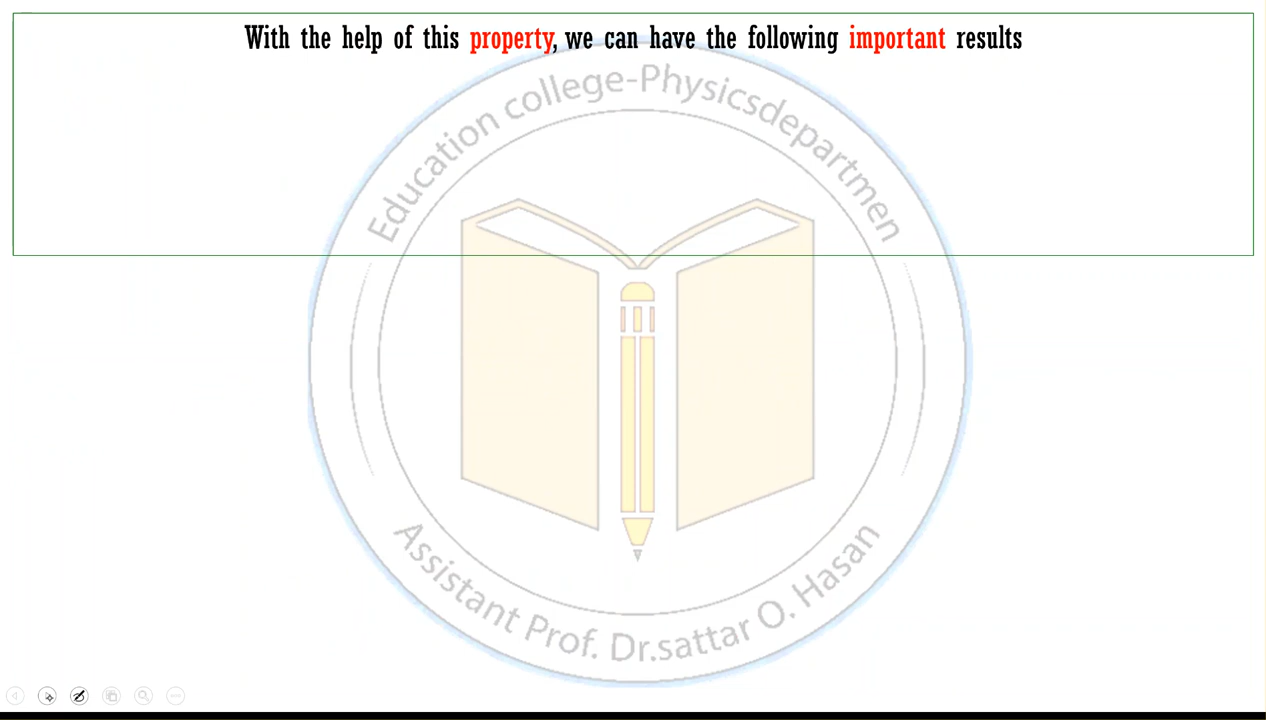 With the help of this property, we can have the following important results
Education college-Physicsdepartmen
Assistant Prof. Dr.sattar O. Hasan